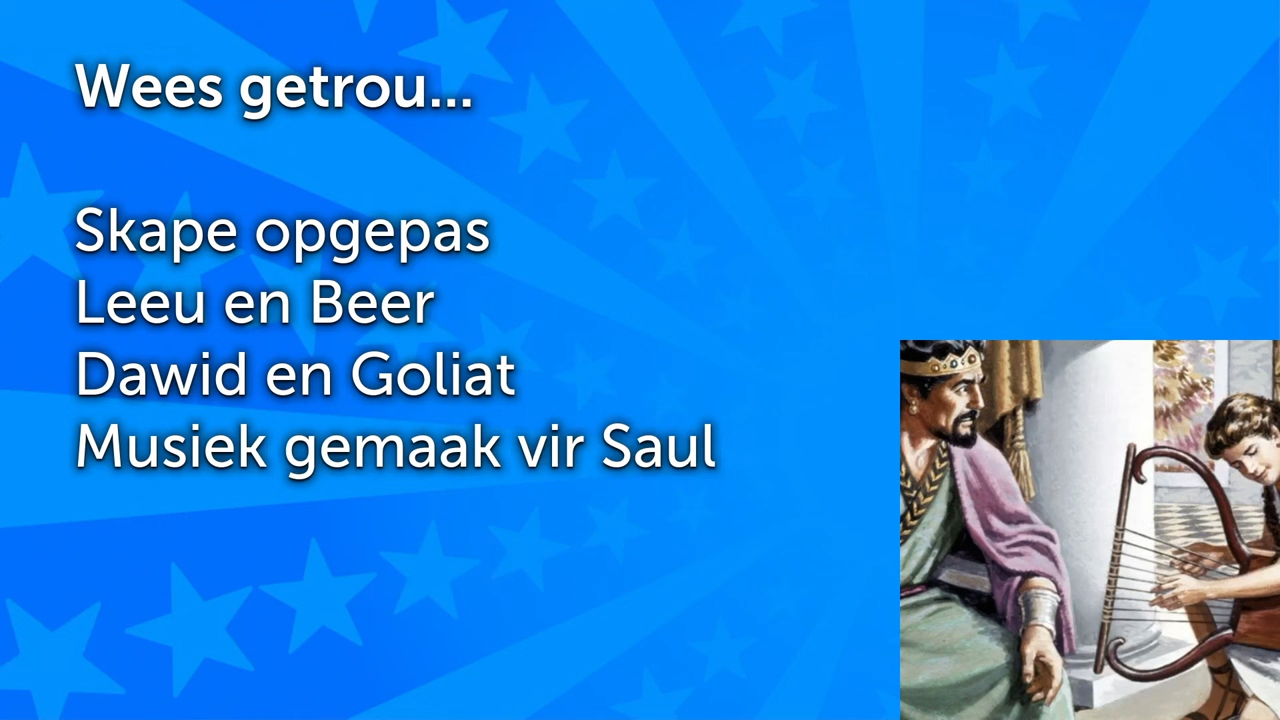 Wees getrou...
Skape opgepas
Leeu en Beer
Dawid en Goliat
Musiek gemaak vir Saul